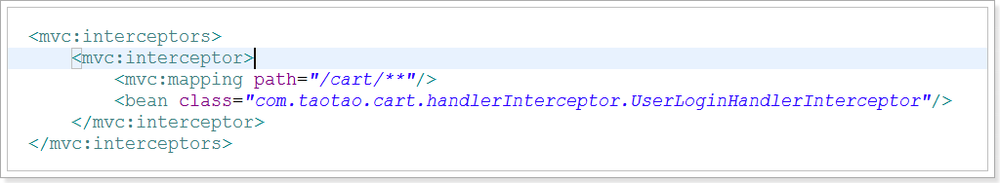 <mvc:interceptors>
<mvc:interceptor>
<mvc:mapping path="/cart/**"/>
<bean class="com.taotao.cart.handlerInterceptor.UserLoginHandlerInterceptor"/>
</mvc:interceptor>
</mvc:interceptors>